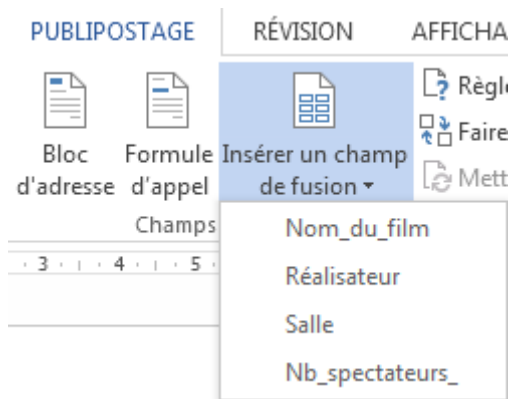 PUBLIPOSTAGE RÉVISION AFFICHA
Bloc d'adresse
Formule d'appel
Insérer un champ de fusion
Règle
Faire
Mett
Champs
3 4 5
Nom_du_film
Réalisateur
Salle
Nb_spectateurs_